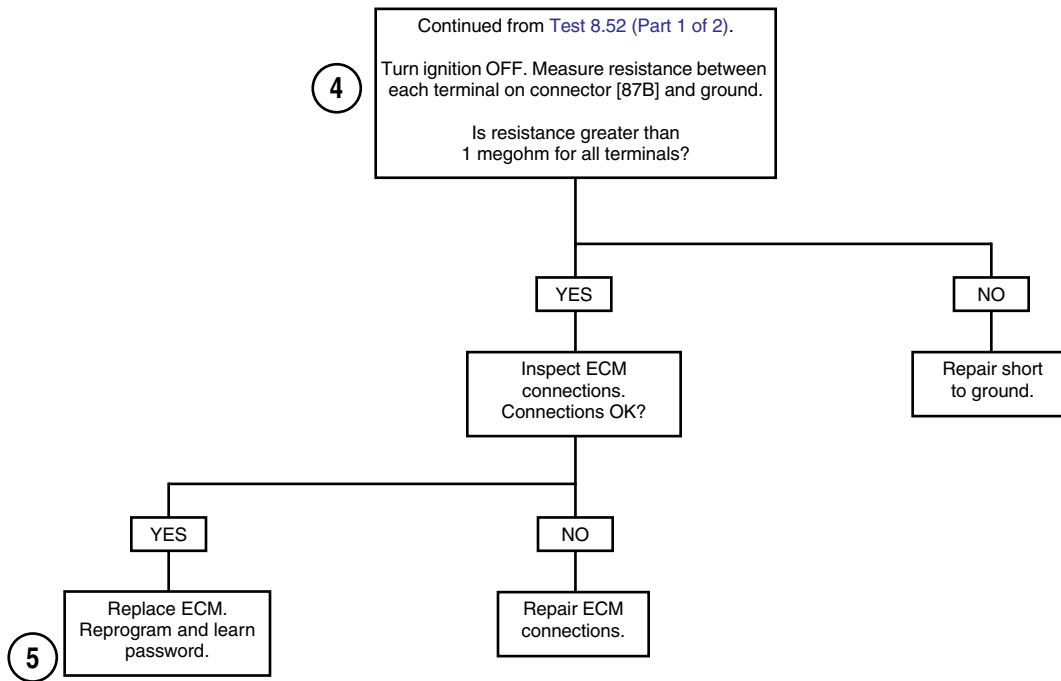 Continued from Test 8.52 (Part 1 of 2).
4
Turn ignition OFF. Measure resistance between
each terminal on connector [87B] and ground.
Is resistance greater than
1 megohm for all terminals?
YES
NO
Inspect ECM
connections.
Connections OK?
Repair short
to ground.
YES
NO
Replace ECM.
Reprogram and learn
password.
5
Repair ECM
connections.